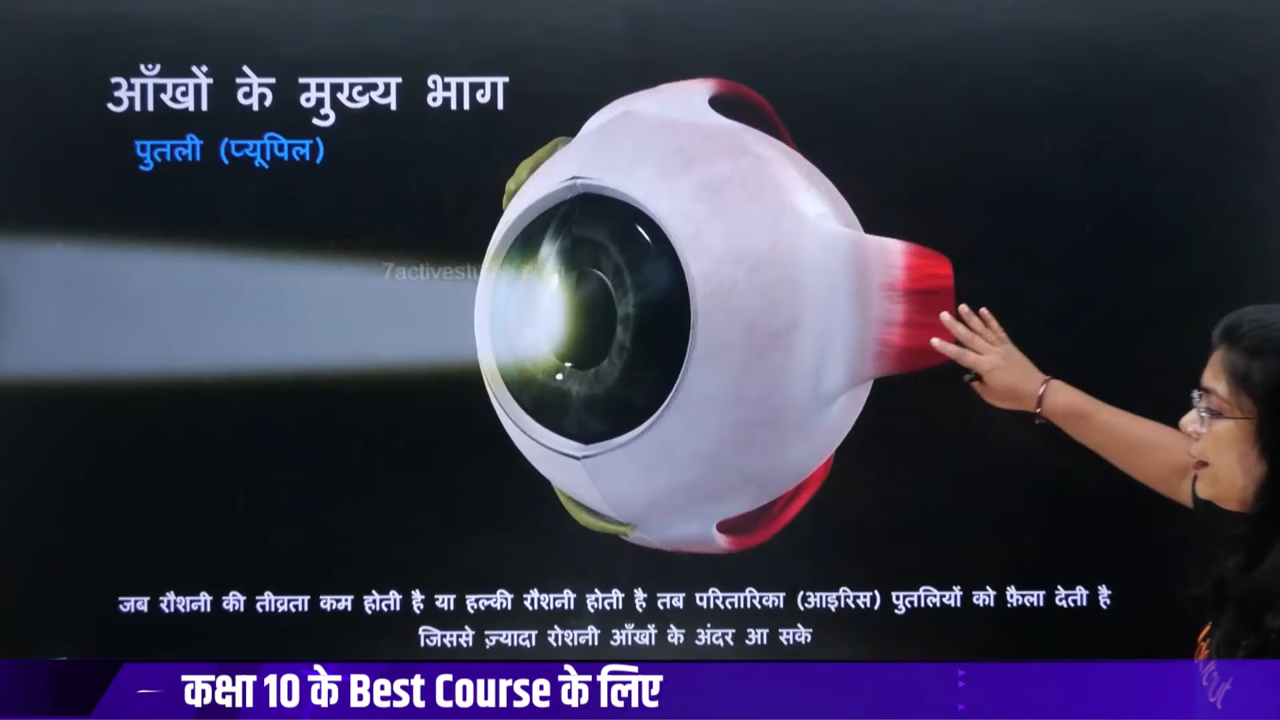 आँखों के मुख्य भाग
पुतली (प्यूपिल)
जब रौशनी की तीव्रता कम होती है या हल्की रौशनी होती है तब परितारिका (आइरिस) पुतलियों को फ़ैला देती है
जिससे ज़्यादा रोशनी आँखों के अंदर आ सके
कक्षा 10 के Best Course के लिए